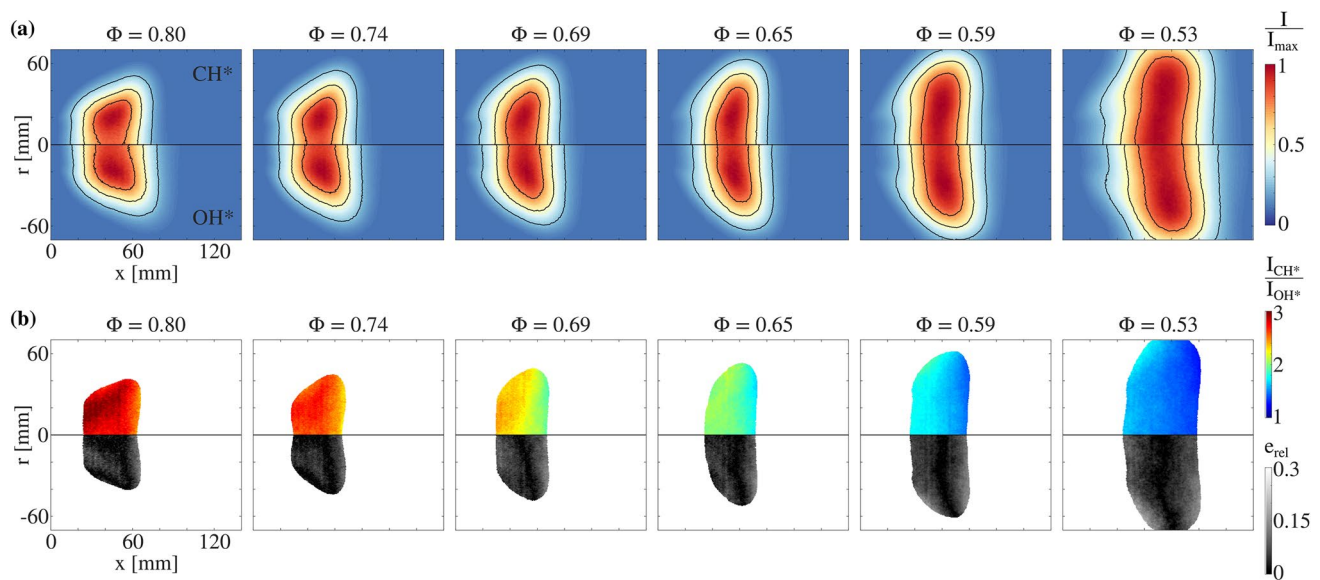 (a)
Φ = 0.80
Φ = 0.74
Φ = 0.69
Φ = 0.65
Φ = 0.59
Φ = 0.53
I
I_max
60
0
-60
r [mm]
CH*
OH*
0
60
120
x [mm]
1
0.5
0
I_CH*
I_OH*
(b)
Φ = 0.80
Φ = 0.74
Φ = 0.69
Φ = 0.65
Φ = 0.59
Φ = 0.53
60
0
-60
r [mm]
0
60
120
x [mm]
3
2
1
e_rel
0.3
0.15
0